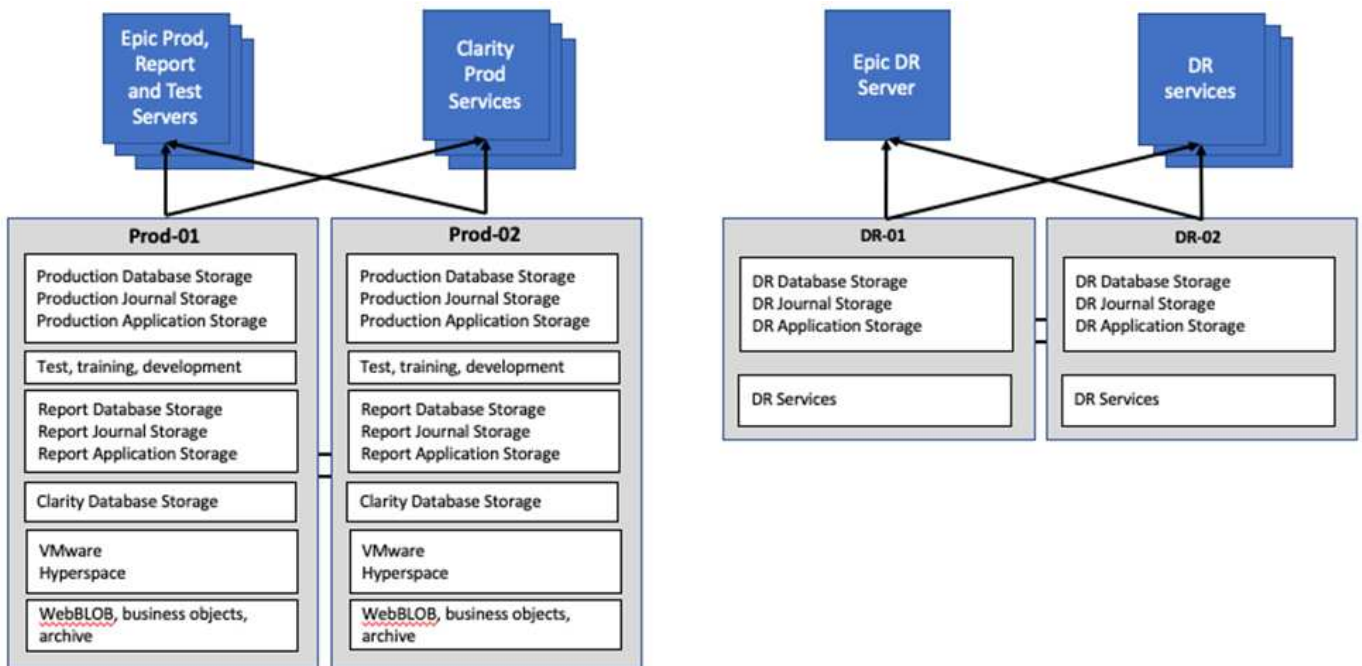 Epic Prod,
Report
and Test
Servers
Clarity
Prod
Services
Epic DR
Server
DR
services
Prod-01
Production Database Storage
Production Journal Storage
Production Application Storage
Test, training, development
Report Database Storage
Report Journal Storage
Report Application Storage
Clarity Database Storage
VMware
Hyperspace
WebBLOB, business objects,
archive
Prod-02
Production Database Storage
Production Journal Storage
Production Application Storage
Test, training, development
Report Database Storage
Report Journal Storage
Report Application Storage
Clarity Database Storage
VMware
Hyperspace
WebBLOB, business objects,
archive
DR-01
DR Database Storage
DR Journal Storage
DR Application Storage
DR Services
DR-02
DR Database Storage
DR Journal Storage
DR Application Storage
DR Services